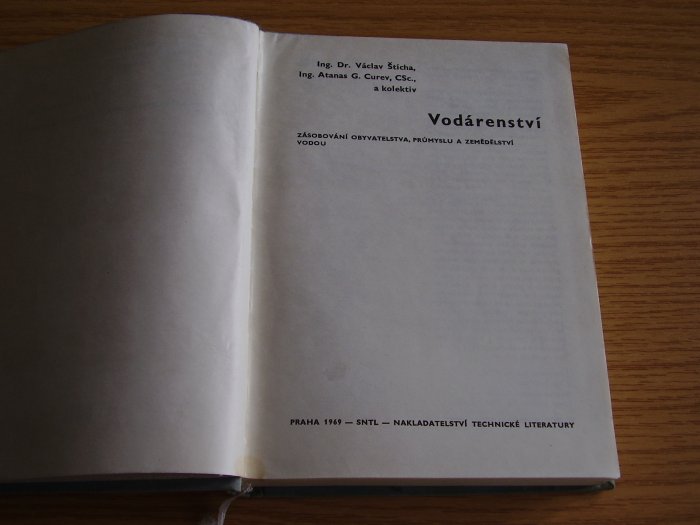 Ing. Dr. Václav Šticha,
Ing. Atanas G. Curev, CSc.,
a kolektiv
Vodárenství
ZÁSOBOVÁNÍ OBYVATELSTVA, PRŮMYSLU A ZEMĚDĚLSTVÍ
VODOU
PRAHA 1969 — SNTL — NAKLADATELSTVÍ TECHNICKÉ LITERATURY